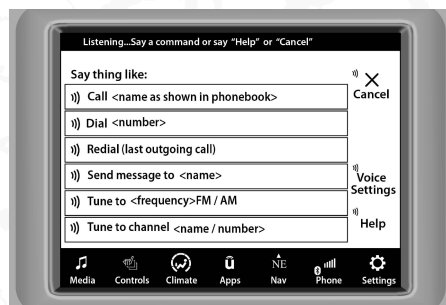 Listening...Say a command or say "Help" or "Cancel"
Say thing like:
Call <name as shown in phonebook>
Dial <number>
Redial (last outgoing call)
Send message to <name>
Tune to <frequency>FM / AM
Tune to channel <name / number>
Cancel
Voice
Settings
Help
NE
Media Controls Climate Apps Nav Phone Settings